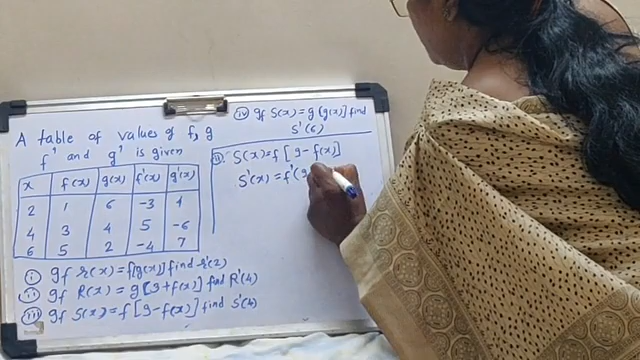 A table of values of f, g
f' and g' is given
x f(x) g(x) f'(x) g'(x)
2 1 6 -3 4
4 3 4 5 -6
6 5 2 -4 7
(i) If r(x) = f[g(x)] find r'(2)
(ii) If R(x) = g[9+f(x)] find R'(4)
(iii) If S(x) = f[9-f(x)] find S'(4)
(iv) If S(x) = g[g(x)] find
S'(6)
(iii) S(x) = f[9-f(x)]
S'(x) = f'(9